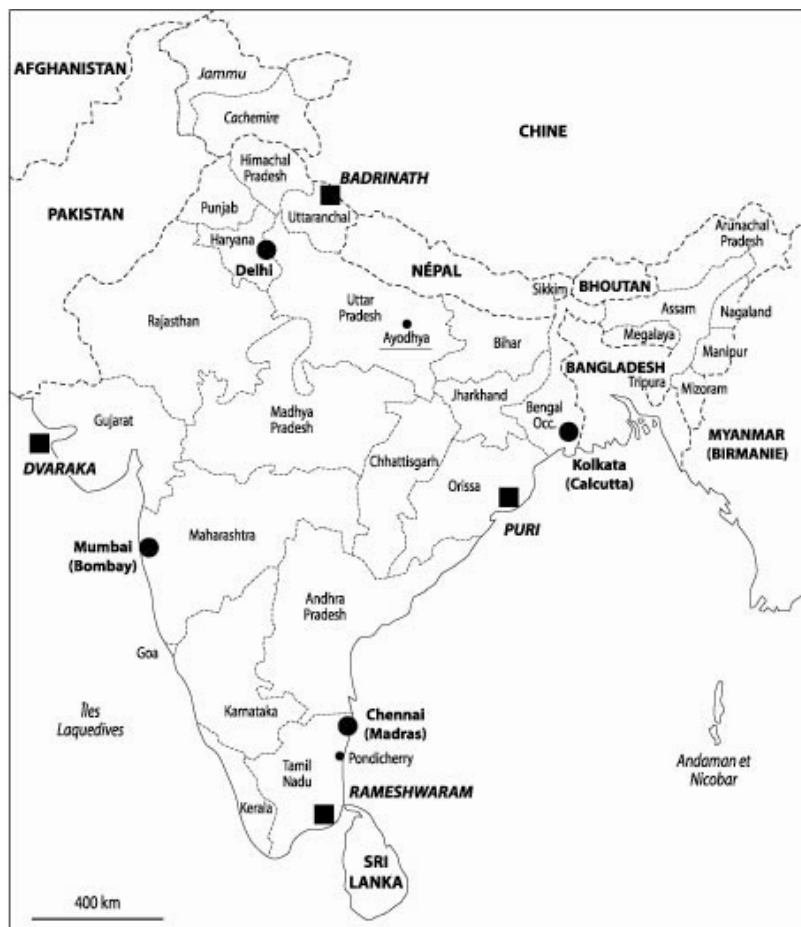 AFGHANISTAN
Jammu
Cachemire
CHINE
Himachal
Pradesh
BADRINATH
PAKISTAN
Punjab
Uttaranchal
Arunachal
Pradesh
Haryana
Delhi
NÉPAL
Sikkim
BHOUTAN
Rajasthan
Uttar
Pradesh
Ayodhya
Assam
Nagaland
Bihar
Megalaya
Manipur
BANGLADESH
Tripura
Mizoram
Gujarat
Madhya
Pradesh
Jharkhand
Bengal
Occ.
MYANMAR
(BIRMANIE)
DVARAKA
Chhattisgarh
Kolkata
(Calcutta)
Orissa
PURI
Mumbai
(Bombay)
Maharashtra
Andhra
Pradesh
Goa
Îles
Laquedives
Karnataka
Chennai
(Madras)
Andaman et
Nicobar
Tamil
Nadu
Pondicherry
Kerala
RAMESHWARAM
SRI
LANKA
400 km